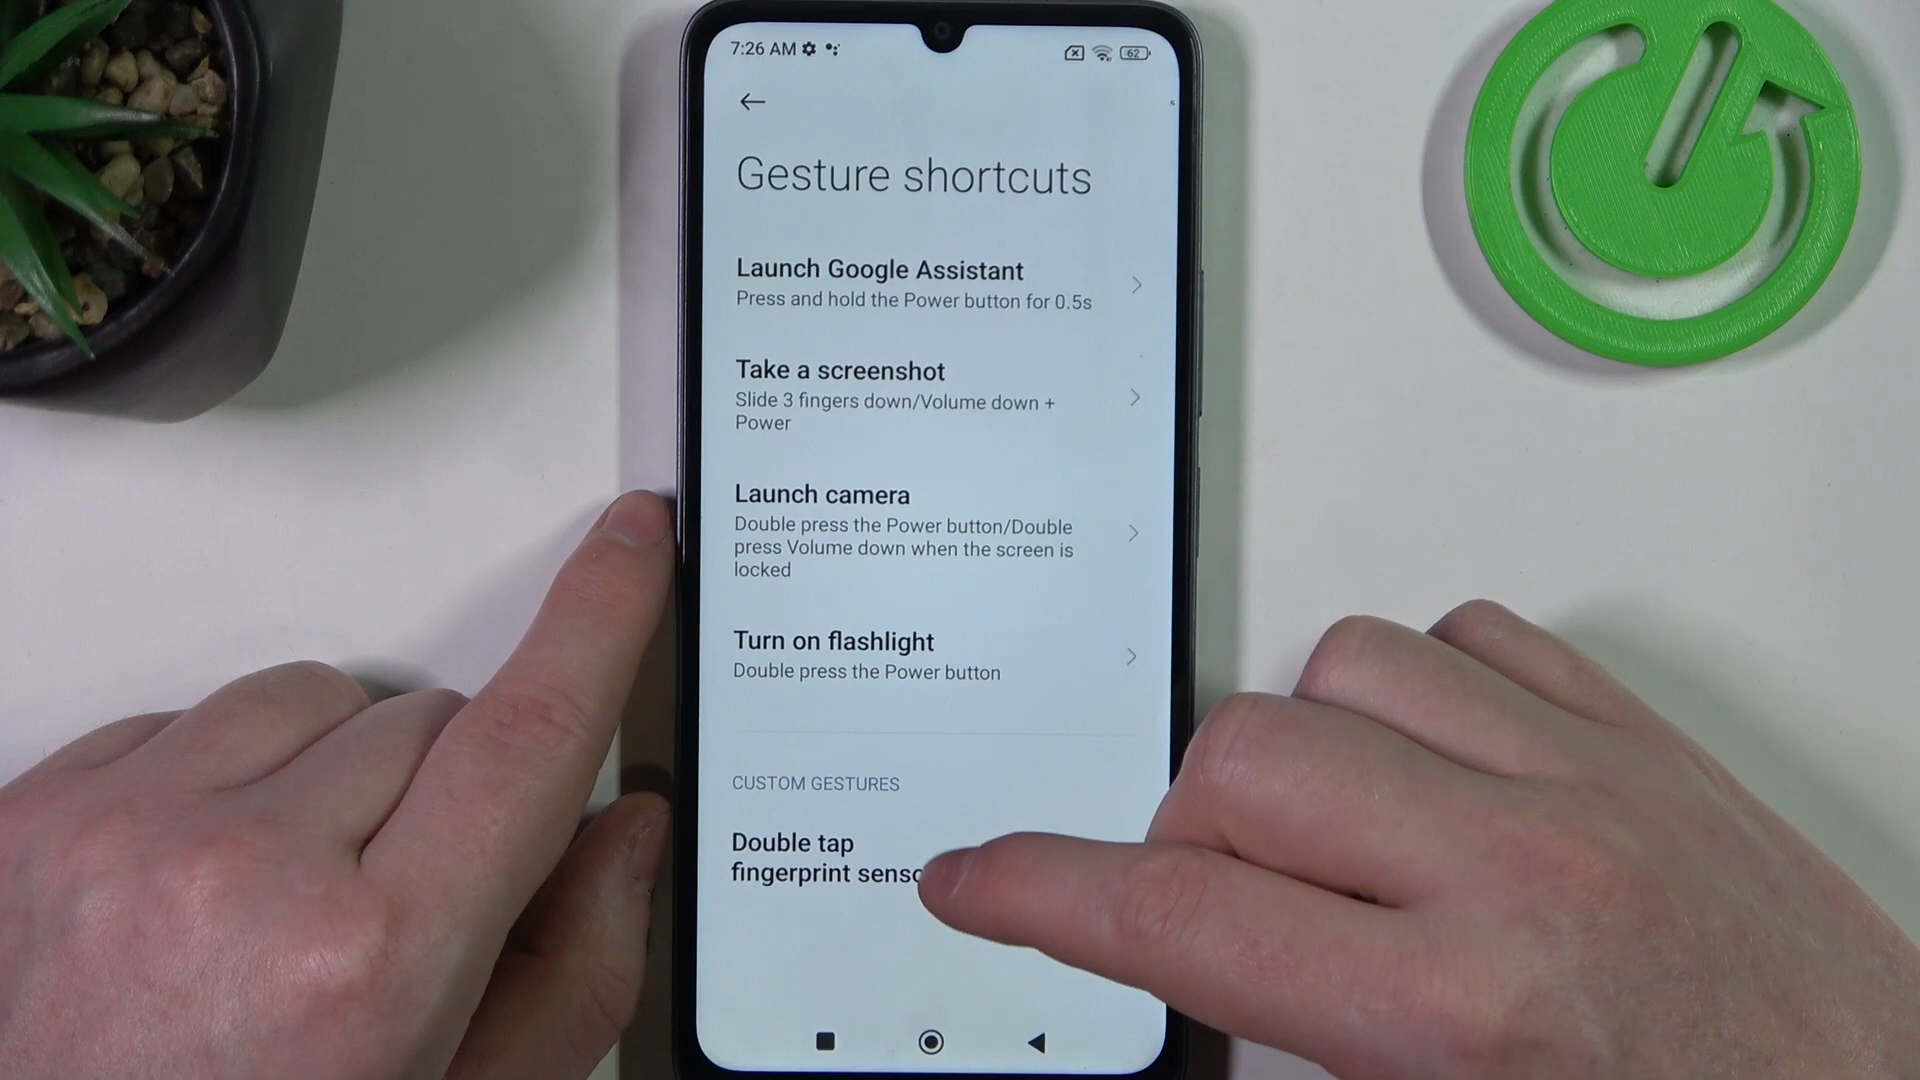 7:26 AM
62
Gesture shortcuts
Launch Google Assistant
Press and hold the Power button for 0.5s
Take a screenshot
Slide 3 fingers down/Volume down +
Power
Launch camera
Double press the Power button/Double
press Volume down when the screen is
locked
Turn on flashlight
Double press the Power button
CUSTOM GESTURES
Double tap
fingerprint